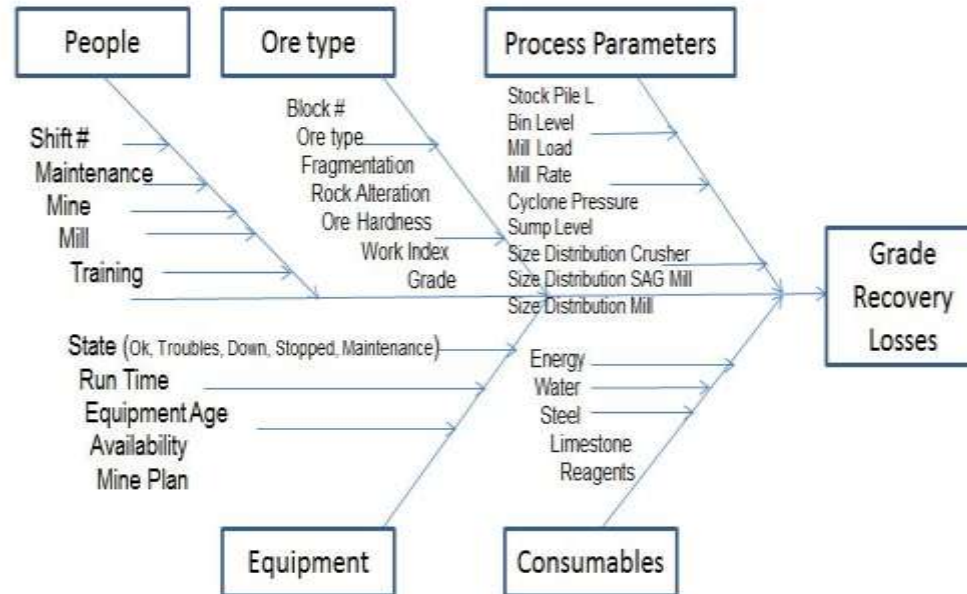 People
Ore type
Process Parameters
Shift #
Maintenance
Mine
Mill
Training
Block #
Ore type
Fragmentation
Rock Alteration
Ore Hardness
Work Index
Grade
Stock Pile L
Bin Level
Mill Load
Mill Rate
Cyclone Pressure
Sump Level
Size Distribution Crusher
Size Distribution SAG Mill
Size Distribution Mill
Grade
Recovery
Losses
State (Ok, Troubles, Down, Stopped, Maintenance)
Run Time
Equipment Age
Availability
Mine Plan
Energy
Water
Steel
Limestone
Reagents
Equipment
Consumables